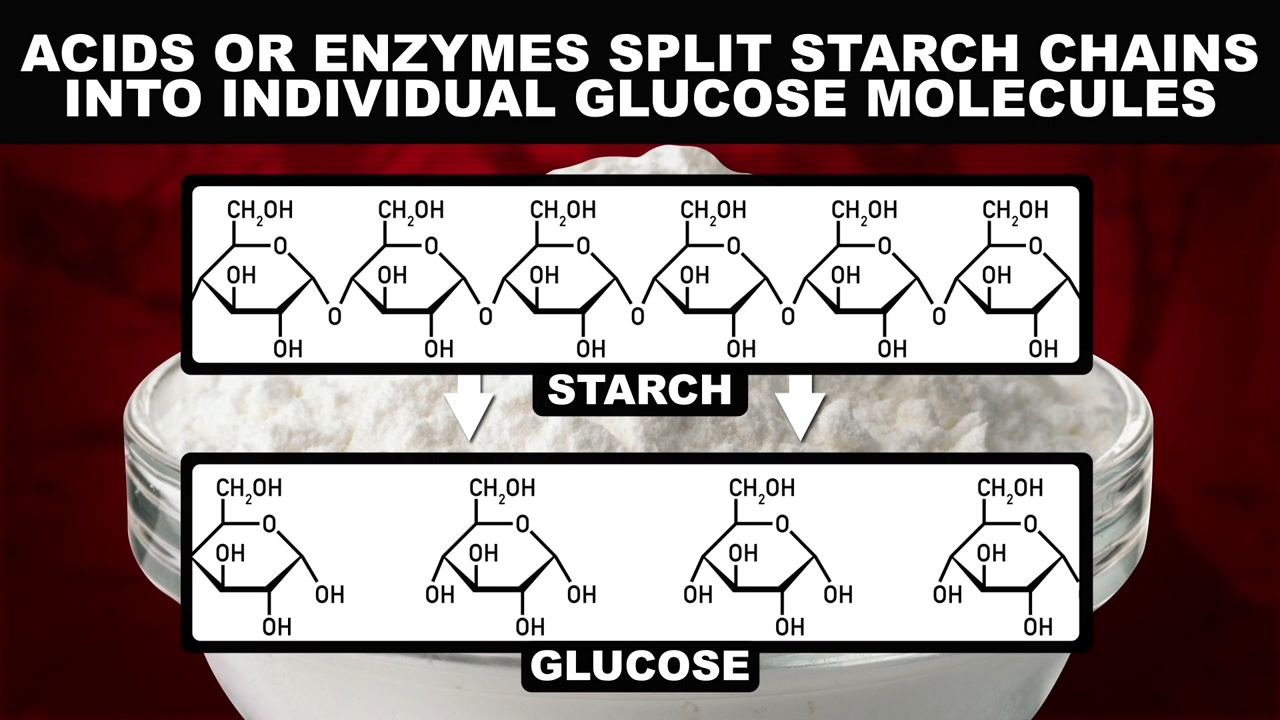 ACIDS OR ENZYMES SPLIT STARCH CHAINS
INTO INDIVIDUAL GLUCOSE MOLECULES
CH₂OH CH₂OH CH₂OH CH₂OH CH₂OH CH₂OH
O O O O O O
OH OH OH OH OH OH
O O O O O
OH OH OH OH OH OH
STARCH
CH₂OH CH₂OH CH₂OH CH₂OH
O O O O
OH OH OH OH
OH OH OH OH OH OH
OH OH OH OH
GLUCOSE